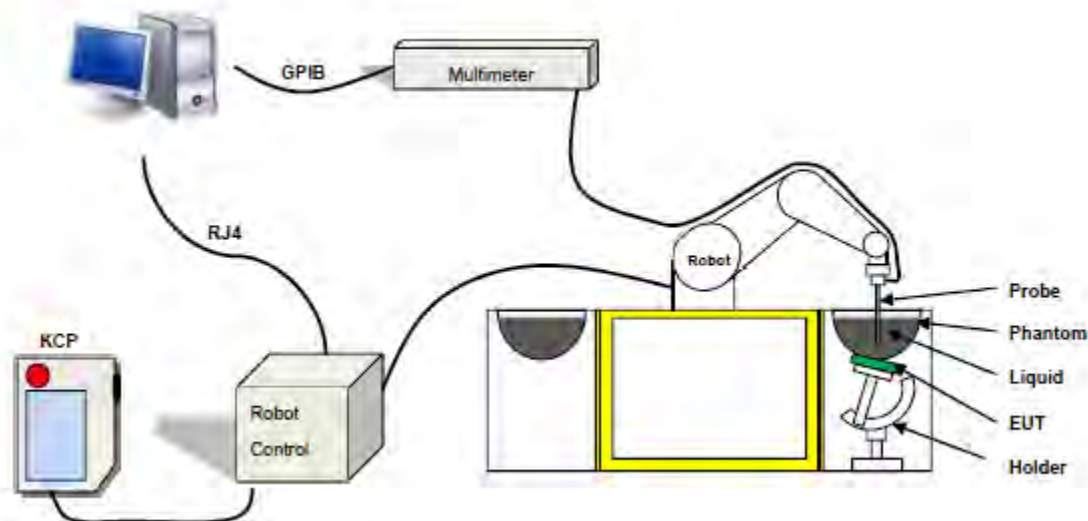 GPIB
Multimeter
RJ4
Robot
Probe
Phantom
KCP
Liquid
Robot
Control
EUT
Holder